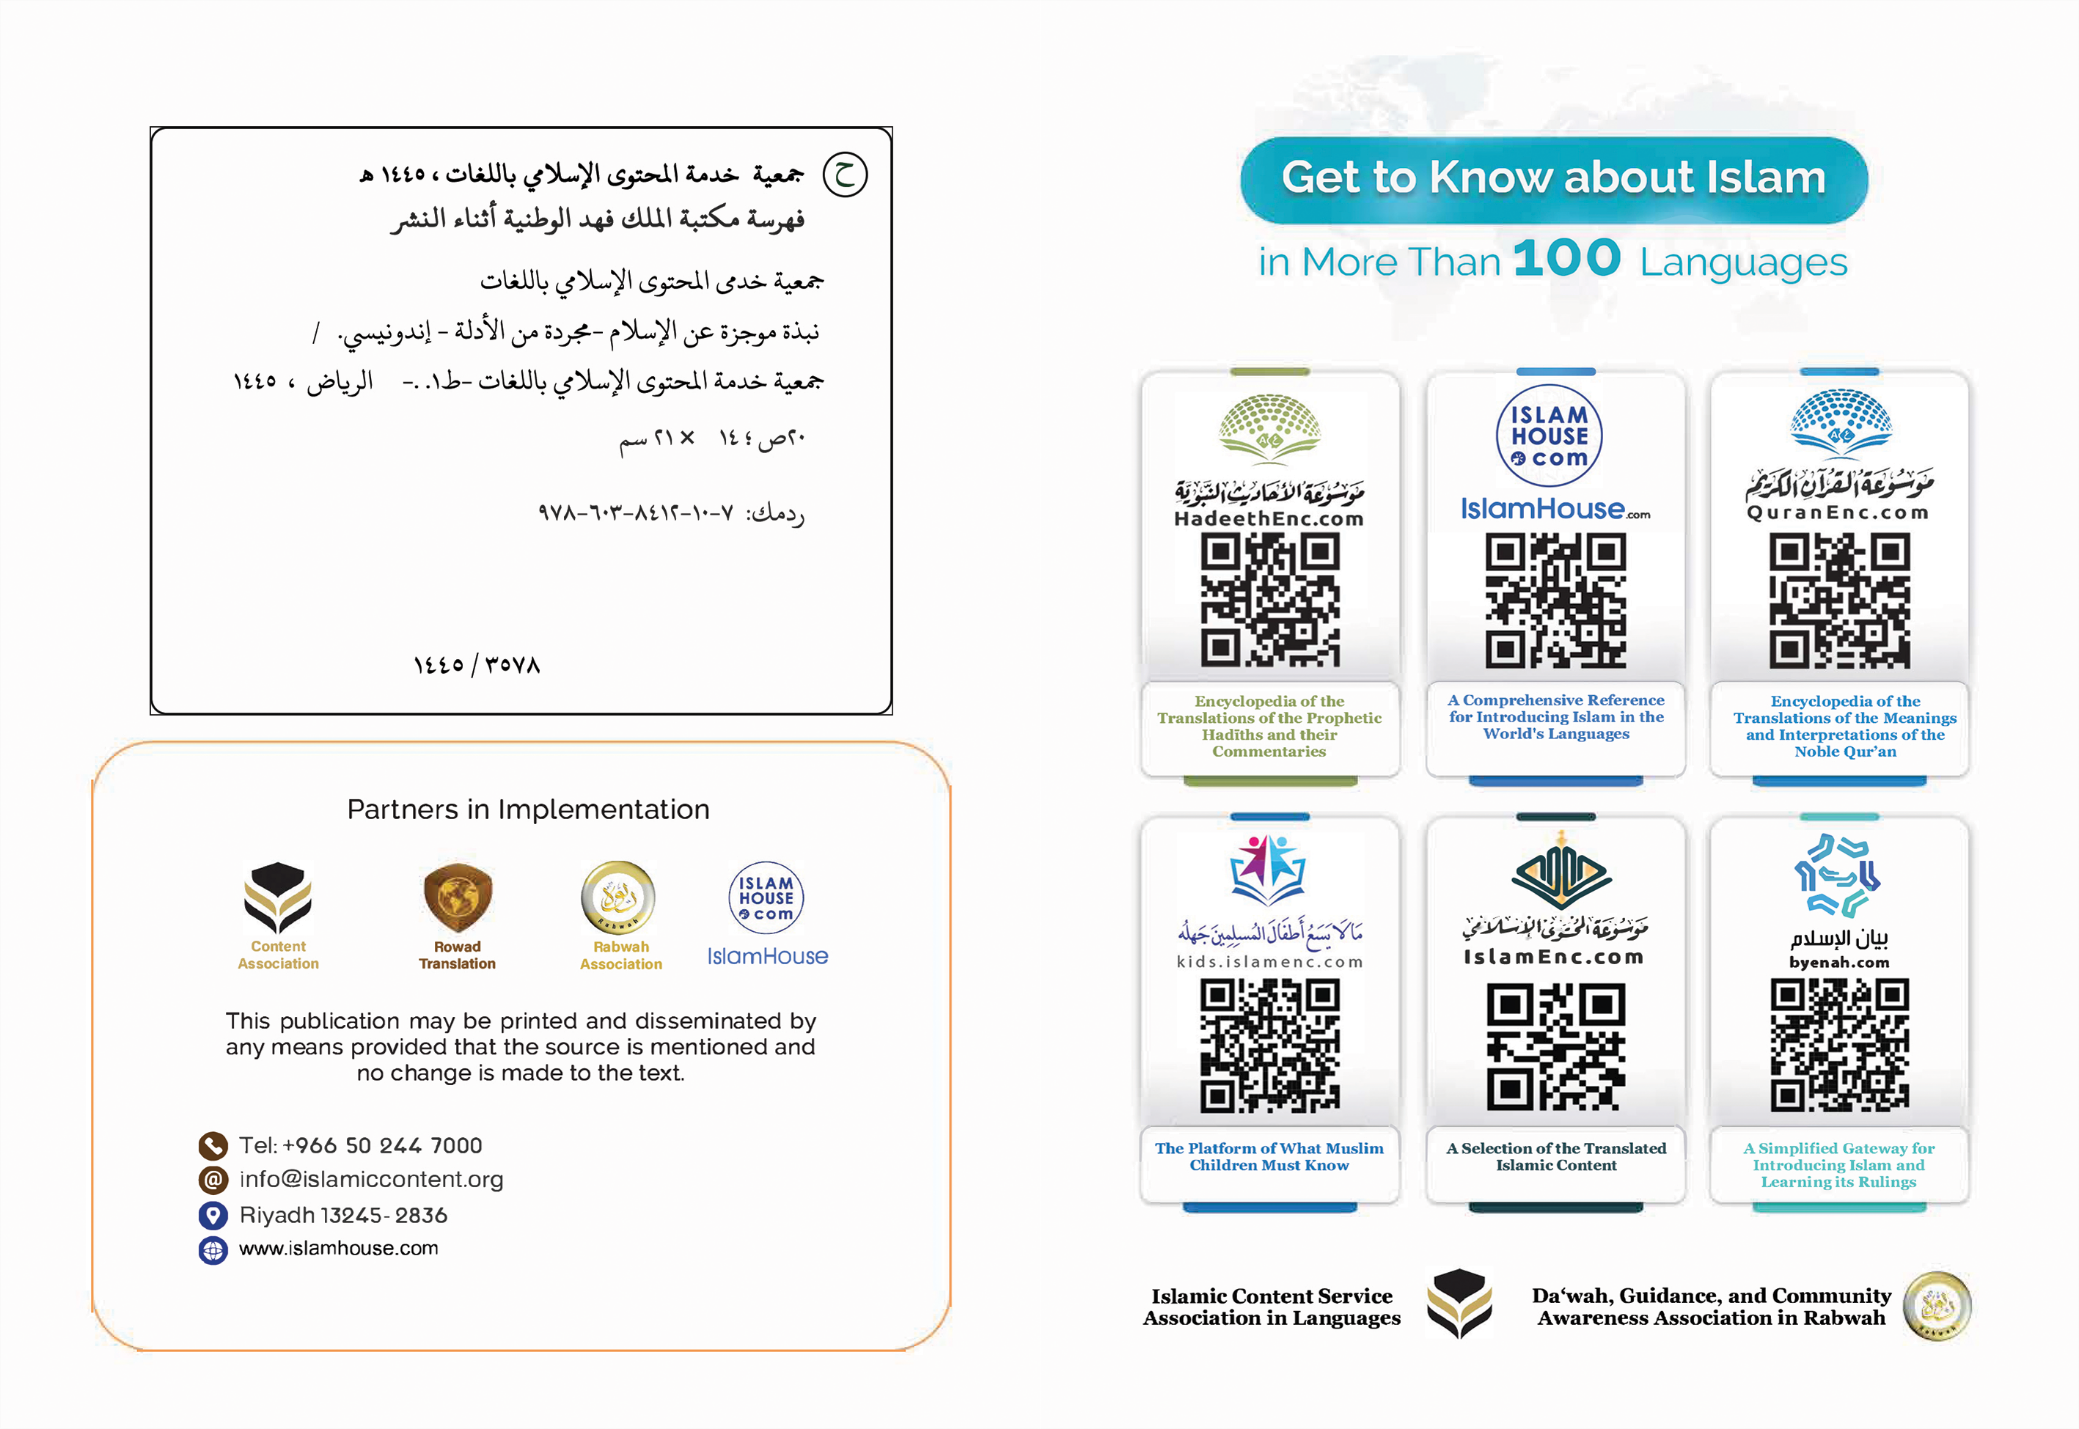 ح
جمعية خدمة المحتوى الإسلامي باللغات ، ١٤٤٥ هـ
فهرسة مكتبة الملك فهد الوطنية أثناء النشر
جمعية خدمى المحتوى الإسلامي باللغات
نبذة موجزة عن الإسلام -مجردة من الأدلة - إندونيسي. /
جمعية خدمة المحتوى الإسلامي باللغات -ط١. .- الرياض ، ١٤٤٥
٢٠ص ؛ ١٤ × ٢١ سم
ردمك: ٧-١٠-٨٤١٢-٦٠٣-٩٧٨
٣٥٧٨ / ١٤٤٥
Partners in Implementation
Content
Association
Rowad
Translation
Rabwah
Rabwah
Association
ISLAM
HOUSE
com
IslamHouse
This publication may be printed and disseminated by
any means provided that the source is mentioned and
no change is made to the text.
Tel: +966 50 244 7000
info@islamiccontent.org
Riyadh 13245- 2836
www.islamhouse.com
Get to Know about Islam
in More Than 100 Languages
موسوعة الأحاديث النبوية
HadeethEnc.com
Encyclopedia of the
Translations of the Prophetic
Hadīths and their
Commentaries
ISLAM
HOUSE
com
IslamHouse.com
A Comprehensive Reference
for Introducing Islam in the
World's Languages
موسوعة القرآن الكريم
QuranEnc.com
Encyclopedia of the
Translations of the Meanings
and Interpretations of the
Noble Qur'an
ما لا يسع أطفال المسلمين جهله
kids.islamenc.com
The Platform of What Muslim
Children Must Know
موسوعة المحتوى الإسلامي
IslamEnc.com
A Selection of the Translated
Islamic Content
بيان الإسلام
byenah.com
A Simplified Gateway for
Introducing Islam and
Learning its Rulings
Islamic Content Service
Association in Languages
Da‘wah, Guidance, and Community
Awareness Association in Rabwah
Rabwah